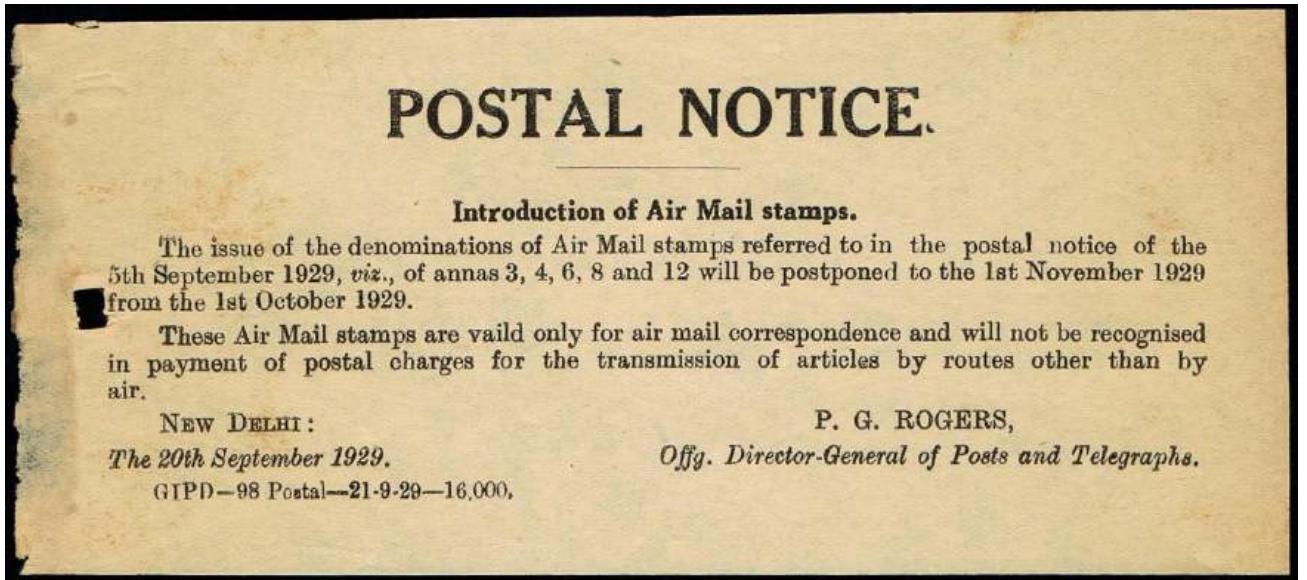 POSTAL NOTICE.
Introduction of Air Mail stamps.
The issue of the denominations of Air Mail stamps referred to in the postal notice of the
5th September 1929, viz., of annas 3, 4, 6, 8 and 12 will be postponed to the 1st November 1929
from the 1st October 1929.
These Air Mail stamps are vaild only for air mail correspondence and will not be recognised
in payment of postal charges for the transmission of articles by routes other than by
air.
NEW DELHI :
P. G. ROGERS,
The 20th September 1929.
Offg. Director-General of Posts and Telegraphs.
GIPD—98 Postal—21-9-29—16,000.